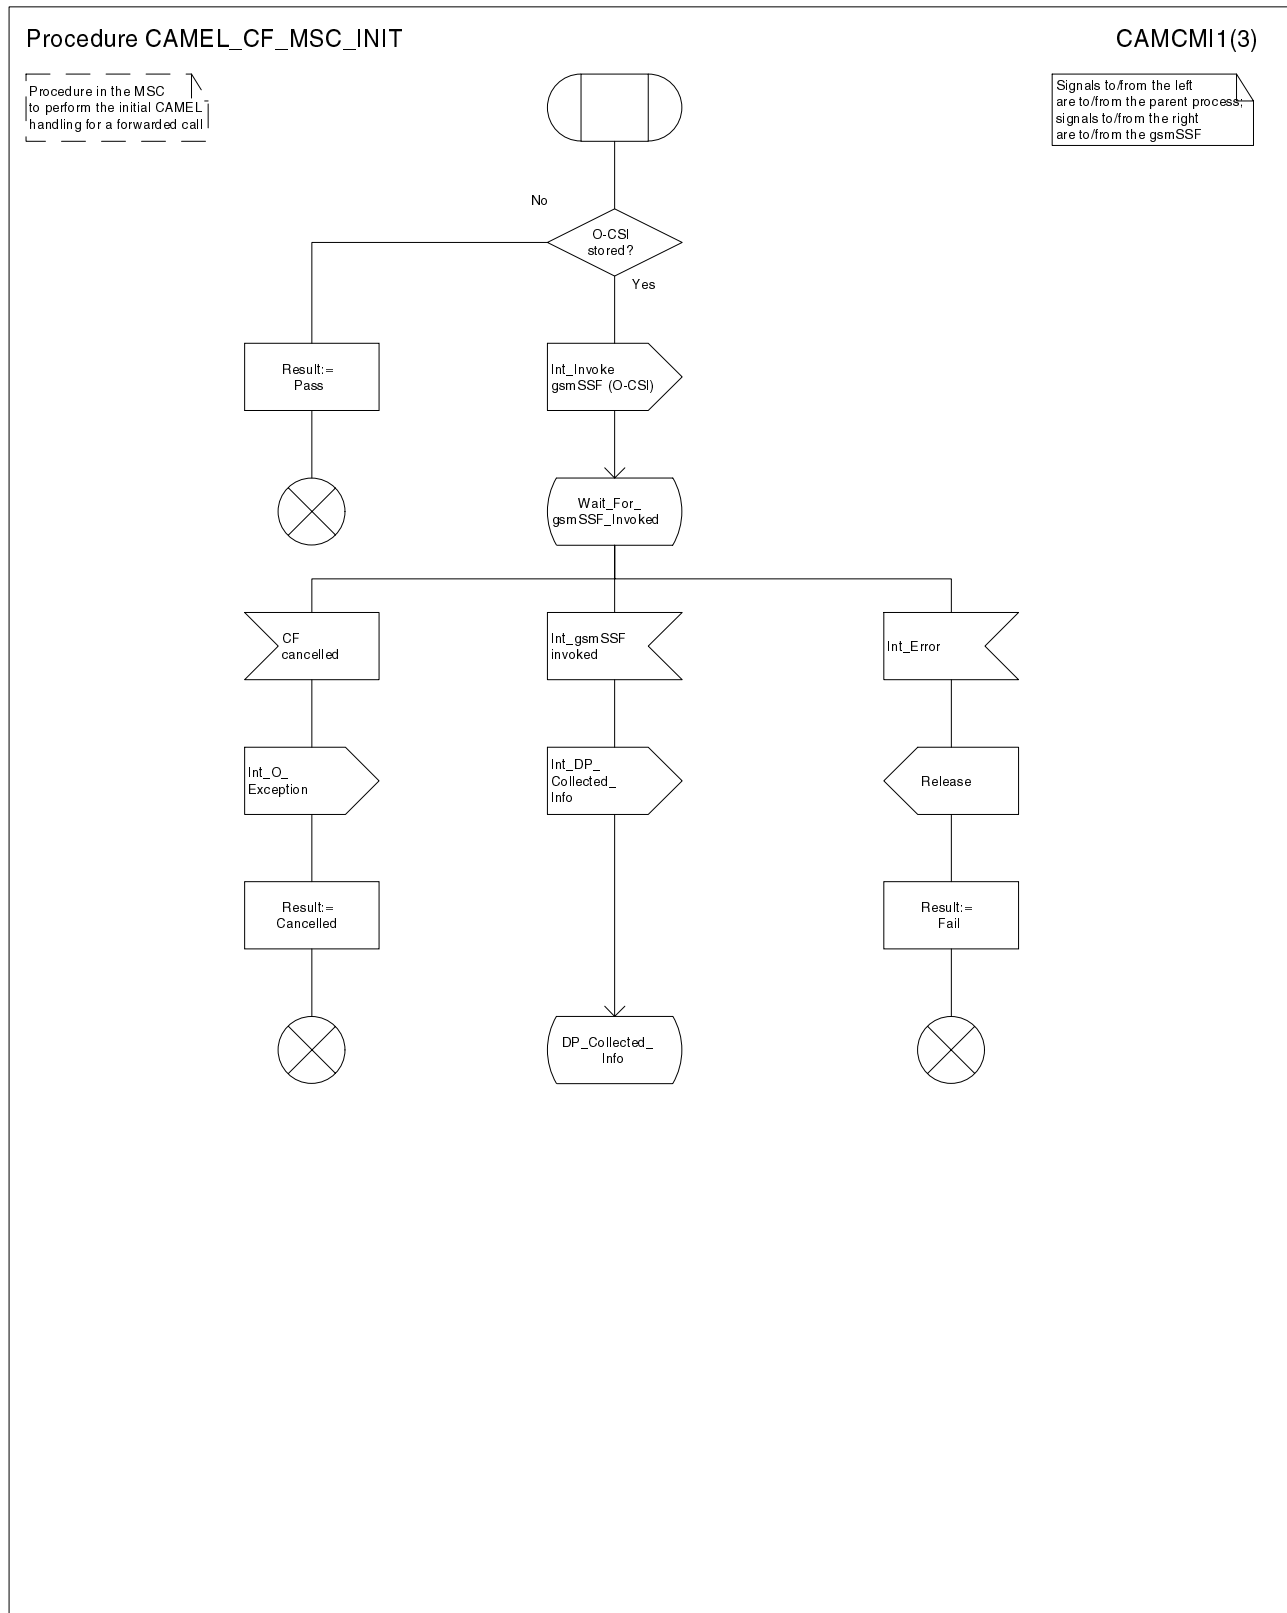 Procedure CAMEL_CF_MSC_INIT
CAMCMI1(3)
Procedure in the MSC
to perform the initial CAMEL
handling for a forwarded call
Signals to/from the left
are to/from the parent process;
signals to/from the right
are to/from the gsmSSF
No
O-CSI
stored?
Yes
Result:=
Pass
Int_Invoke
gsmSSF (O-CSI)
Wait_For_
gsmSSF_Invoked
CF
cancelled
Int_gsmSSF
invoked
Int_Error
Int_O_
Exception
Int_DP_
Collected_
Info
Release
Result:=
Cancelled
Result:=
Fail
DP_Collected_
Info